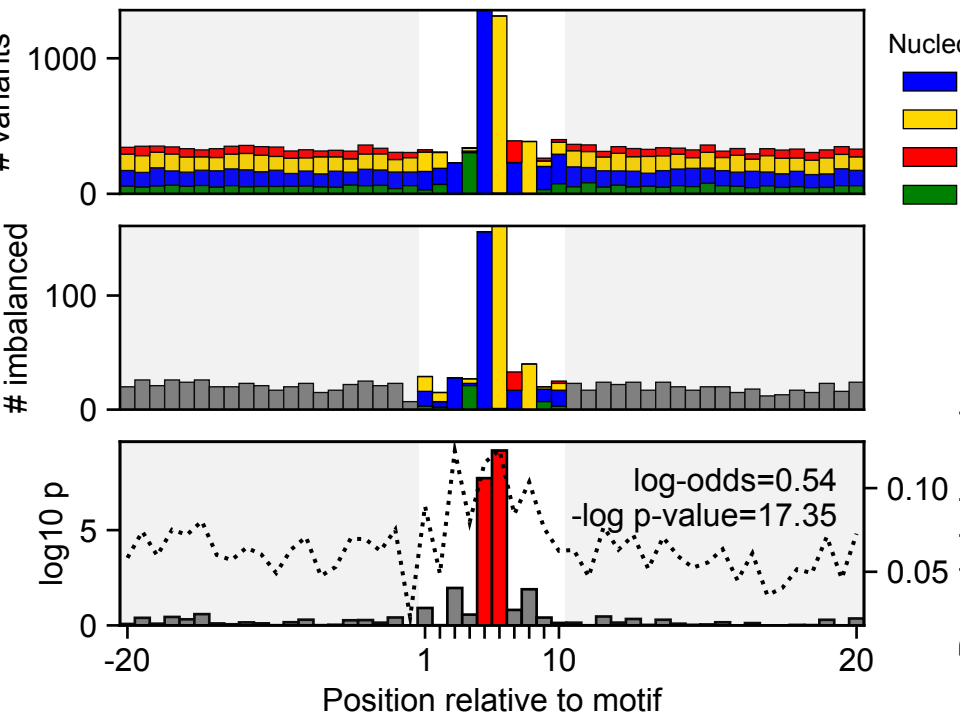 # variants
1000
0
Nucleo
# imbalanced
100
0
log10 p
5
0
log-odds=0.54
-log p-value=17.35
0.10
0.05
-20
1
10
20
Position relative to motif